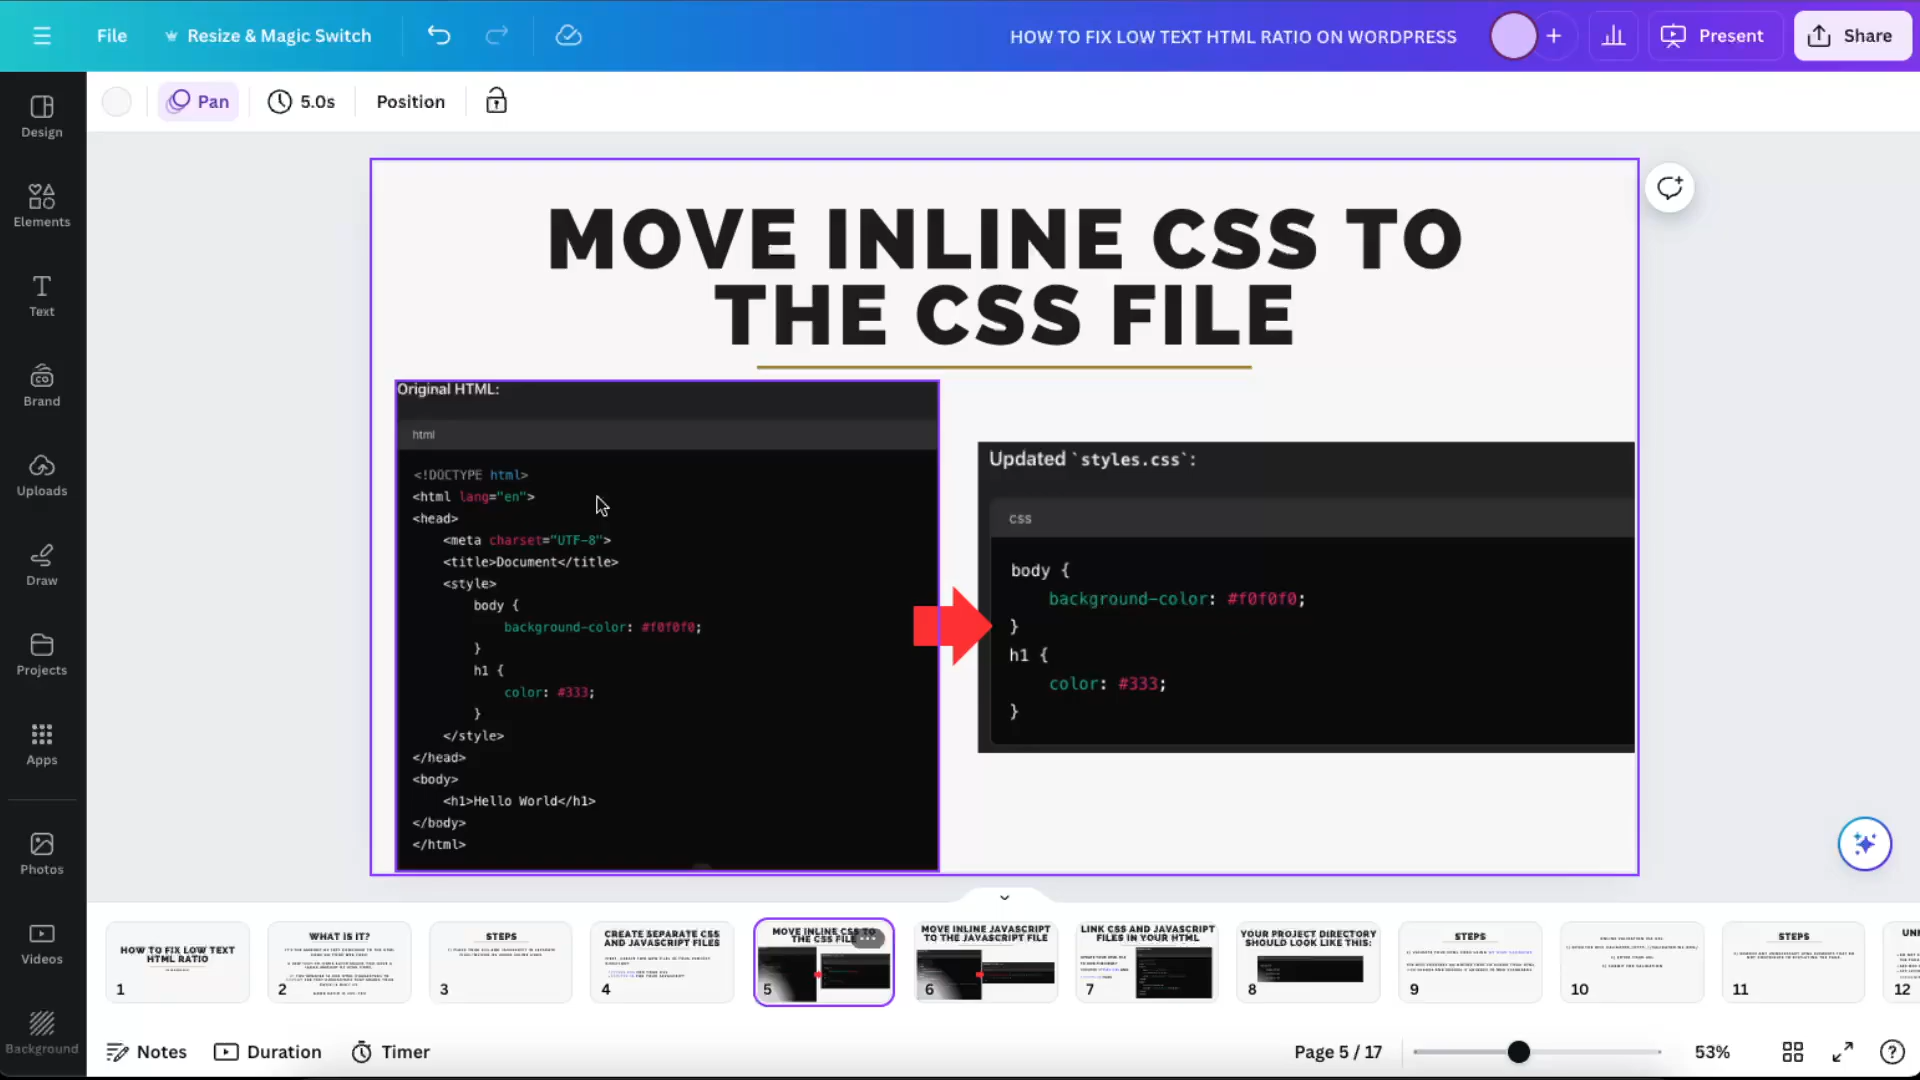 File
Resize & Magic Switch
HOW TO FIX LOW TEXT HTML RATIO ON WORDPRESS
Present
Share
Pan
5.0s
Position
Design
Elements
Text
Brand
Uploads
Draw
Projects
Apps
Photos
Videos
Background
MOVE INLINE CSS TO
THE CSS FILE
Original HTML:
html
<!DOCTYPE html>
<html lang="en">
<head>
<meta charset="UTF-8">
<title>Document</title>
<style>
body {
background-color: #f0f0f0;
}
h1 {
color: #333;
}
</style>
</head>
<body>
<h1>Hello World</h1>
</body>
</html>
Updated `styles.css`:
css
body {
background-color: #f0f0f0;
}
h1 {
color: #333;
}
HOW TO FIX LOW TEXT
HTML RATIO
1
WHAT IS IT?
2
STEPS
3
CREATE SEPARATE CSS
AND JAVASCRIPT FILES
4
MOVE INLINE CSS TO
THE CSS FILE
5
MOVE INLINE JAVASCRIPT
TO THE JAVASCRIPT FILE
6
LINK CSS AND JAVASCRIPT
FILES IN YOUR HTML
7
YOUR PROJECT DIRECTORY
SHOULD LOOK LIKE THIS:
8
STEPS
9
10
STEPS
11
12
Notes
Duration
Timer
Page 5 / 17
53%